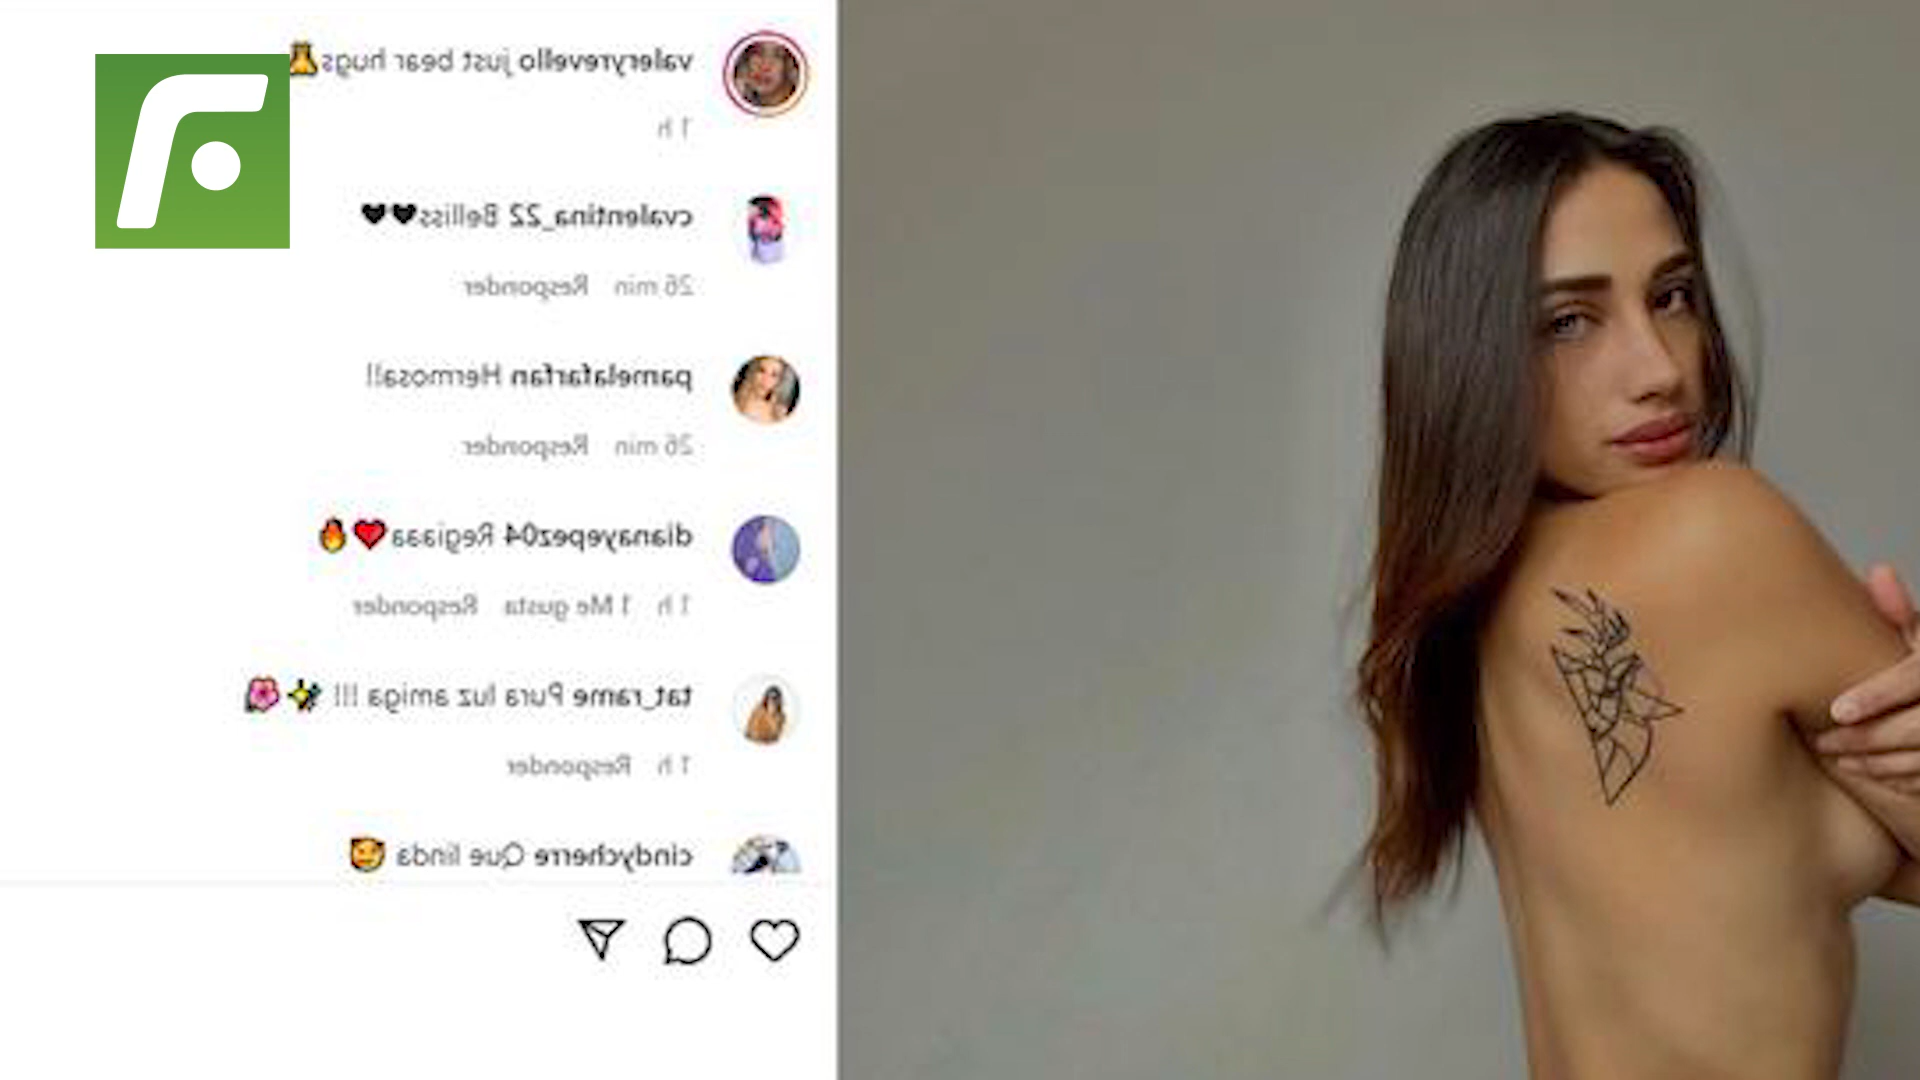 valeryrevello just bear hugs
1 h
cvalentina_22 Belliss🖤🖤
26 min Responder
pamelafarfan Hermosa!!
26 min Responder
dianayepez04 Regiaaa❤️🔥
1 h 1 Me gusta Responder
tat_rame Pura luz amiga !!! ✨🌸
1 h Responder
cindycherre Que linda 🥰